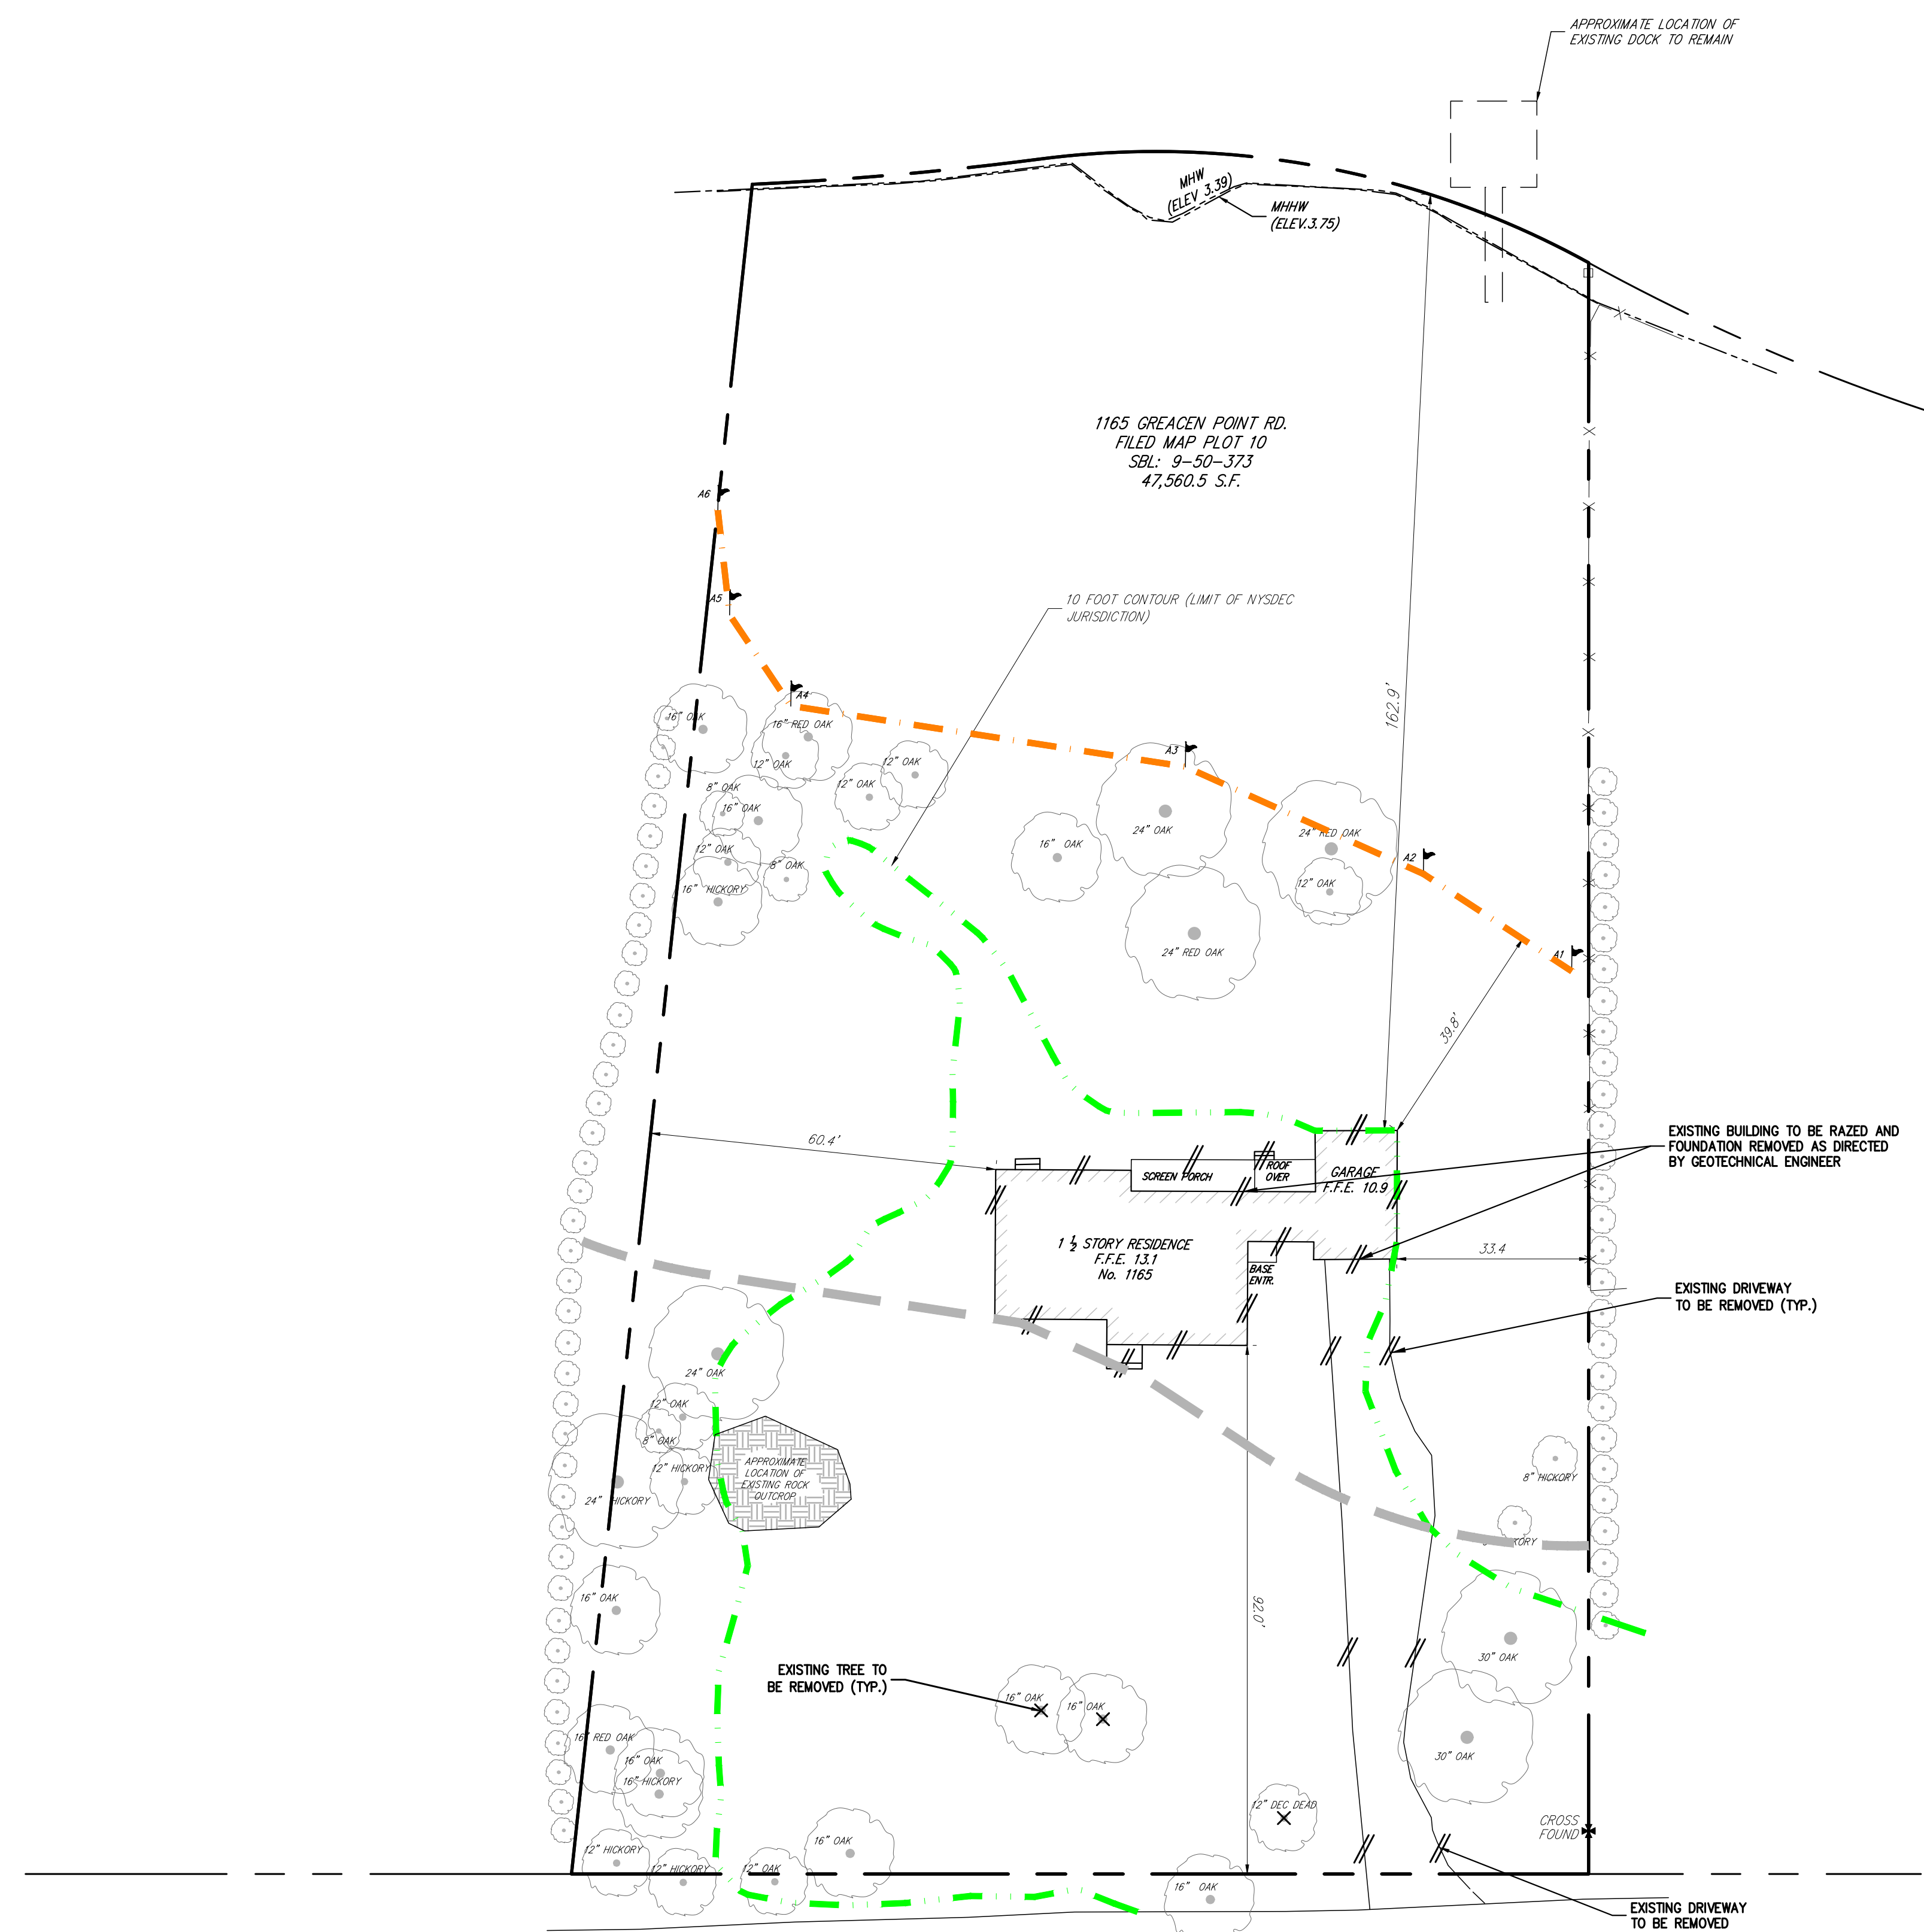 APPROXIMATE LOCATION OF
EXISTING DOCK TO REMAIN
MHW
(ELEV 3.39)
MHHW
(ELEV.3.75)
1165 GREACEN POINT RD.
FILED MAP PLOT 10
SBL: 9-50-373
47,560.5 S.F.
A6
A5
10 FOOT CONTOUR (LIMIT OF NYSDEC
JURISDICTION)
162.9'
A4
16" OAK
16" RED OAK
12" OAK
12" OAK
12" OAK
A3
8" OAK
16" OAK
24" OAK
24" RED OAK
16" OAK
12" OAK
8" OAK
A2
16" HICKORY
12" OAK
24" RED OAK
A1
39.8'
60.4'
EXISTING BUILDING TO BE RAZED AND
FOUNDATION REMOVED AS DIRECTED
BY GEOTECHNICAL ENGINEER
SCREEN PORCH
ROOF
OVER
GARAGE
F.F.E. 10.9
1 ½ STORY RESIDENCE
F.F.E. 13.1
No. 1165
BASE
ENTR.
33.4
EXISTING DRIVEWAY
TO BE REMOVED (TYP.)
24" OAK
12" OAK
8" OAK
12" HICKORY
24" HICKORY
APPROXIMATE
LOCATION OF
EXISTING ROCK
OUTCROP
8" HICKORY
16" OAK
92.0'
30" OAK
EXISTING TREE TO
BE REMOVED (TYP.)
16" OAK
16" OAK
30" OAK
16" RED OAK
16" OAK
16" HICKORY
12" DEC DEAD
CROSS
FOUND
16" OAK
12" HICKORY
12" HICKORY
12" OAK
16" OAK
EXISTING DRIVEWAY
TO BE REMOVED